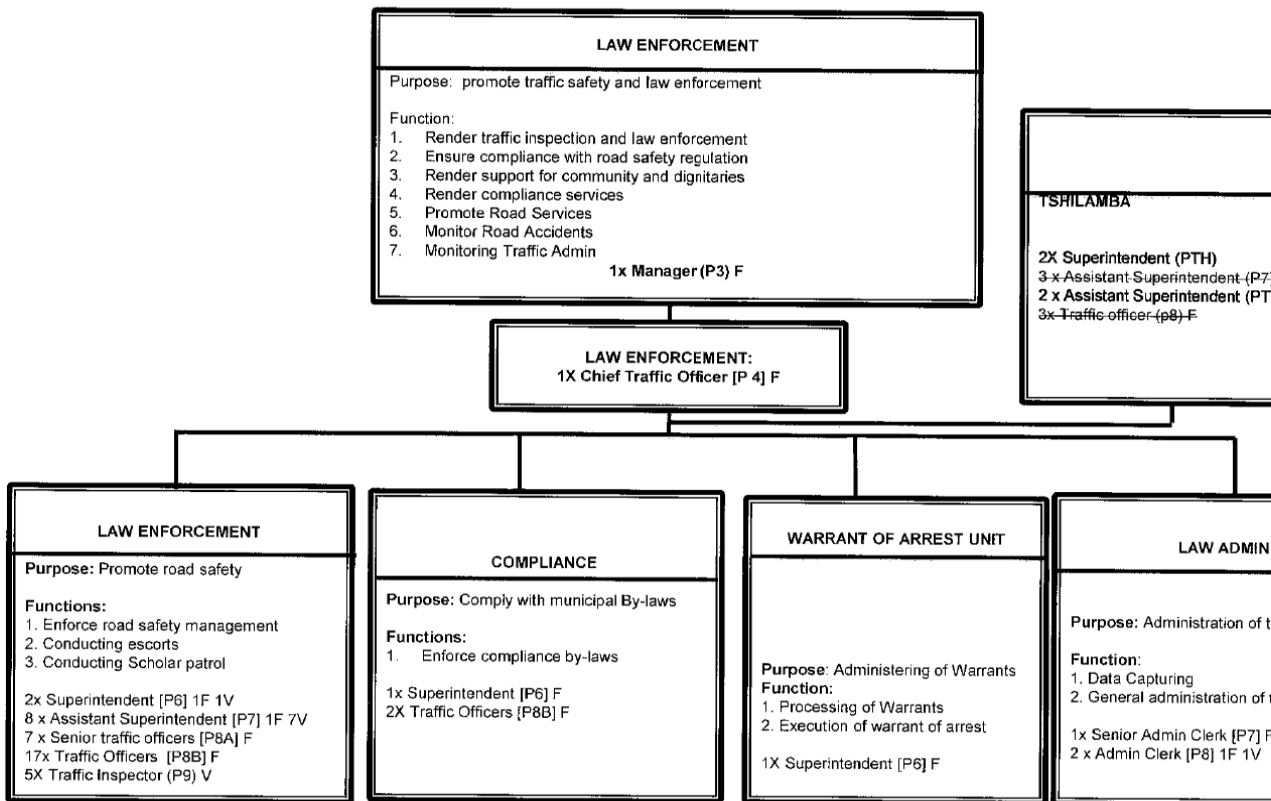 LAW ENFORCEMENT
Purpose: promote traffic safety and law enforcement
Function:
1. Render traffic inspection and law enforcement
2. Ensure compliance with road safety regulation
3. Render support for community and dignitaries
4. Render compliance services
5. Promote Road Services
6. Monitor Road Accidents
7. Monitoring Traffic Admin
1x Manager (P3) F
TSHILAMBA
2X Superintendent (PTH)
3 x Assistant Superintendent (P7)
2 x Assistant Superintendent (PT
3x Traffic officer (p8) F
LAW ENFORCEMENT:
1X Chief Traffic Officer [P 4] F
LAW ENFORCEMENT
Purpose: Promote road safety
Functions:
1. Enforce road safety management
2. Conducting escorts
3. Conducting Scholar patrol
2x Superintendent [P6] 1F 1V
8 x Assistant Superintendent [P7] 1F 7V
7 x Senior traffic officers [P8A] F
17x Traffic Officers [P8B] F
5X Traffic Inspector (P9) V
COMPLIANCE
Purpose: Comply with municipal By-laws
Functions:
1. Enforce compliance by-laws
1x Superintendent [P6] F
2X Traffic Officers [P8B] F
WARRANT OF ARREST UNIT
Purpose: Administering of Warrants
Function:
1. Processing of Warrants
2. Execution of warrant of arrest
1X Superintendent [P6] F
LAW ADMIN
Purpose: Administration of t
Function:
1. Data Capturing
2. General administration of t
1x Senior Admin Clerk [P7] F
2 x Admin Clerk [P8] 1F 1V